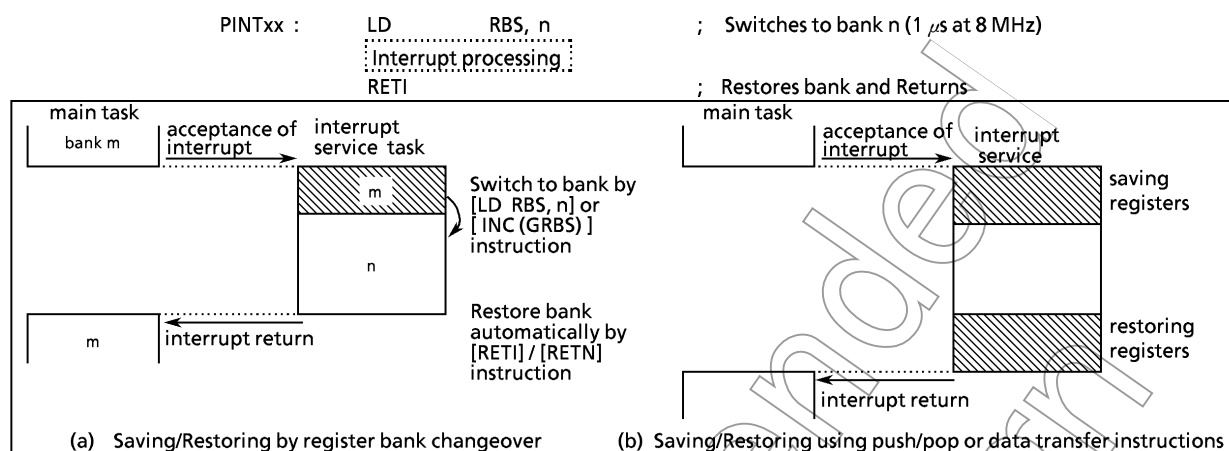 PINTxx : LD RBS, n ; Switches to bank n (1 μs at 8 MHz)
Interrupt processing
RETI ; Restores bank and Returns
main task
bank m
acceptance of
interrupt
interrupt
service task
m
n
Switch to bank by
[LD RBS, n] or
[ INC (GRBS) ]
instruction
Restore bank
automatically by
[RETI] / [RETN]
instruction
interrupt return
m
(a) Saving/Restoring by register bank changeover
main task
acceptance of
interrupt
interrupt
service
saving
registers
restoring
registers
interrupt return
(b) Saving/Restoring using push/pop or data transfer instructions